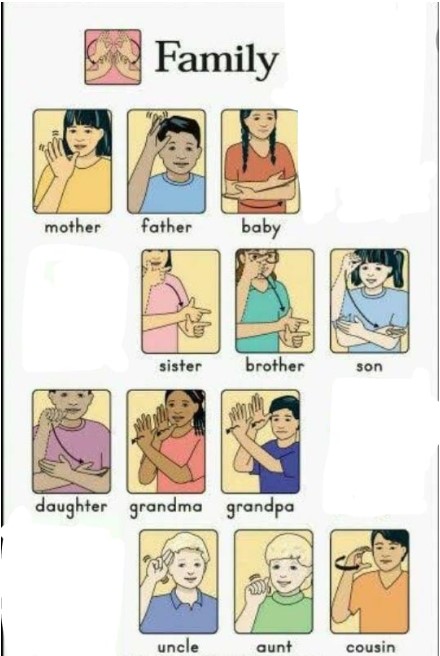 Family
mother father baby
sister brother son
daughter grandma grandpa
uncle aunt cousin